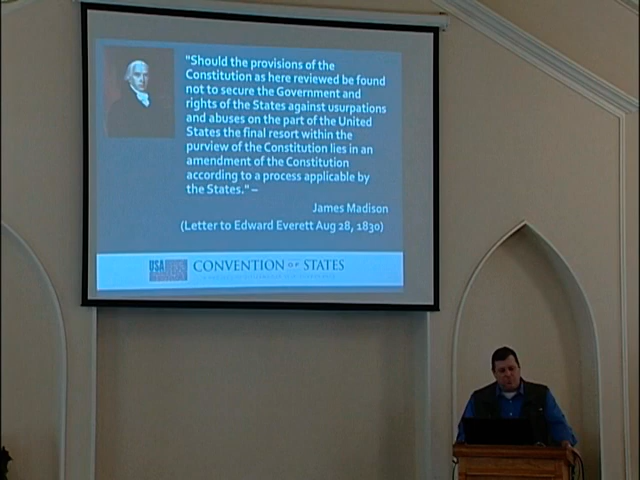 "Should the provisions of the
Constitution as here reviewed be found
not to secure the Government and
rights of the States against usurpations
and abuses on the part of the United
States the final resort within the
purview of the Constitution lies in an
amendment of the Constitution
according to a process applicable by
the States." –
James Madison
(Letter to Edward Everett Aug 28, 1830)
USA
CONVENTION OF STATES